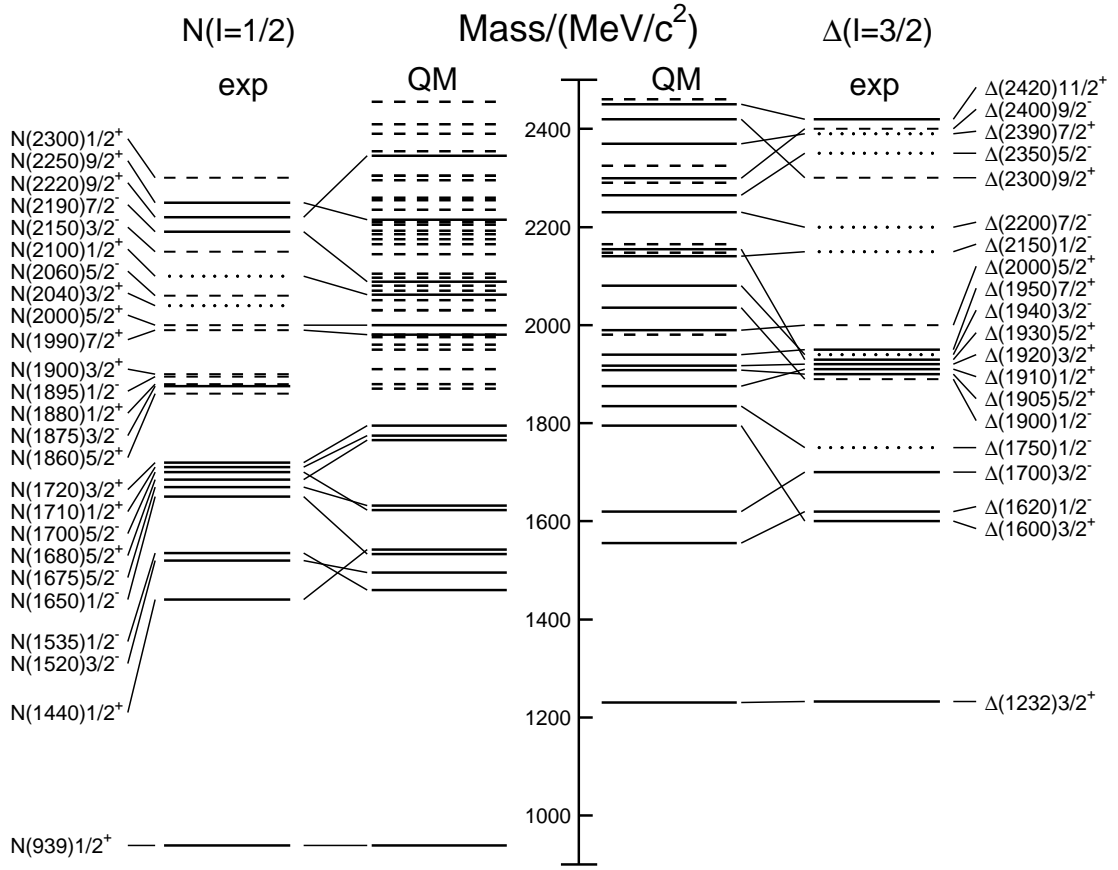 N(I=1/2)
Mass/(MeV/c²)
Δ(I=3/2)
exp
QM
QM
exp
N(2300)1/2⁺
N(2250)9/2⁺
N(2220)9/2⁺
N(2190)7/2⁻
N(2150)3/2⁻
N(2100)1/2⁺
N(2060)5/2⁻
N(2040)3/2⁺
N(2000)5/2⁺
N(1990)7/2⁺
N(1900)3/2⁺
N(1895)1/2⁻
N(1880)1/2⁺
N(1875)3/2⁻
N(1860)5/2⁺
N(1720)3/2⁺
N(1710)1/2⁺
N(1700)5/2⁻
N(1680)5/2⁺
N(1675)5/2⁻
N(1650)1/2⁻
N(1535)1/2⁻
N(1520)3/2⁻
N(1440)1/2⁺
N(939)1/2⁺
2400
2200
2000
1800
1600
1400
1200
1000
Δ(2420)11/2⁺
Δ(2400)9/2⁻
Δ(2390)7/2⁺
Δ(2350)5/2⁻
Δ(2300)9/2⁺
Δ(2200)7/2⁻
Δ(2150)1/2⁻
Δ(2000)5/2⁺
Δ(1950)7/2⁺
Δ(1940)3/2⁻
Δ(1930)5/2⁺
Δ(1920)3/2⁺
Δ(1910)1/2⁺
Δ(1905)5/2⁺
Δ(1900)1/2⁻
Δ(1750)1/2⁻
Δ(1700)3/2⁻
Δ(1620)1/2⁻
Δ(1600)3/2⁺
Δ(1232)3/2⁺